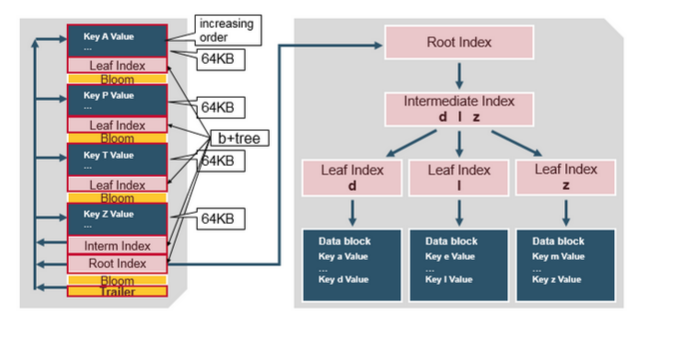 increasing
order
Key A Value
...
64KB
Leaf Index
Bloom
Key P Value
...
64KB
Leaf Index
Bloom
b+tree
Key T Value
...
64KB
Leaf Index
Bloom
Key Z Value
...
64KB
Interm Index
Root Index
Bloom
Trailer
Root Index
Intermediate Index
d I z
Leaf Index
d
Leaf Index
I
Leaf Index
z
Data block
Key a Value
...
Key d Value
Data block
Key e Value
...
Key l Value
Data block
Key m Value
...
Key z Value